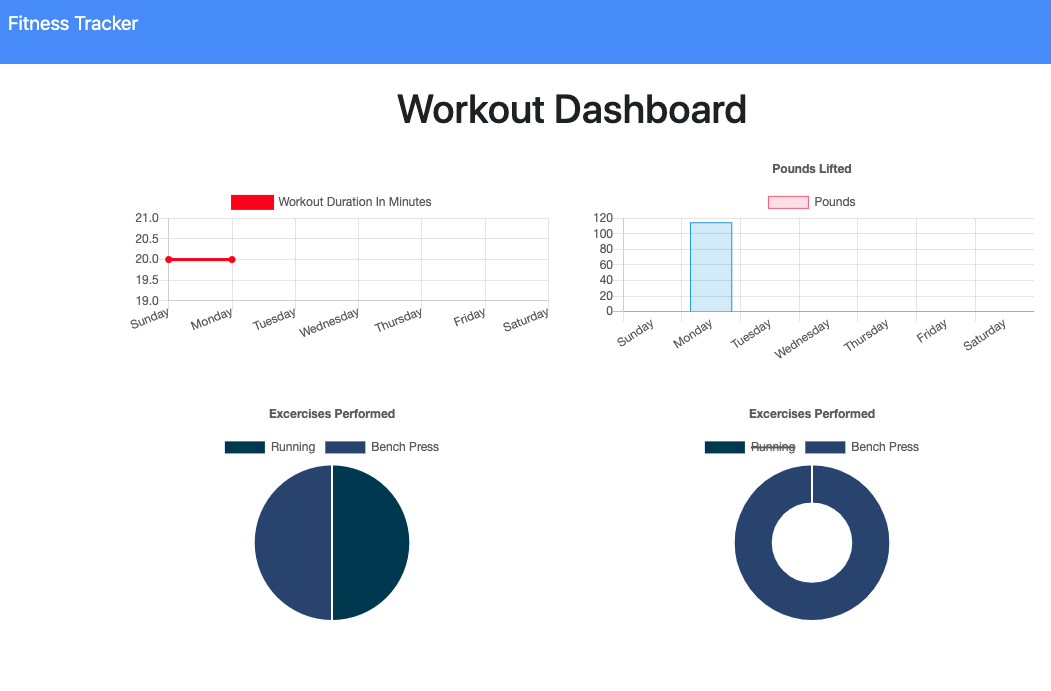 Fitness Tracker
Workout Dashboard
Workout Duration In Minutes
21.0
20.5
20.0
19.5
19.0
Sunday Monday Tuesday Wednesday Thursday Friday Saturday
Pounds Lifted
Pounds
120
100
80
60
40
20
0
Sunday Monday Tuesday Wednesday Thursday Friday Saturday
Excercises Performed
Running Bench Press
Excercises Performed
Running Bench Press